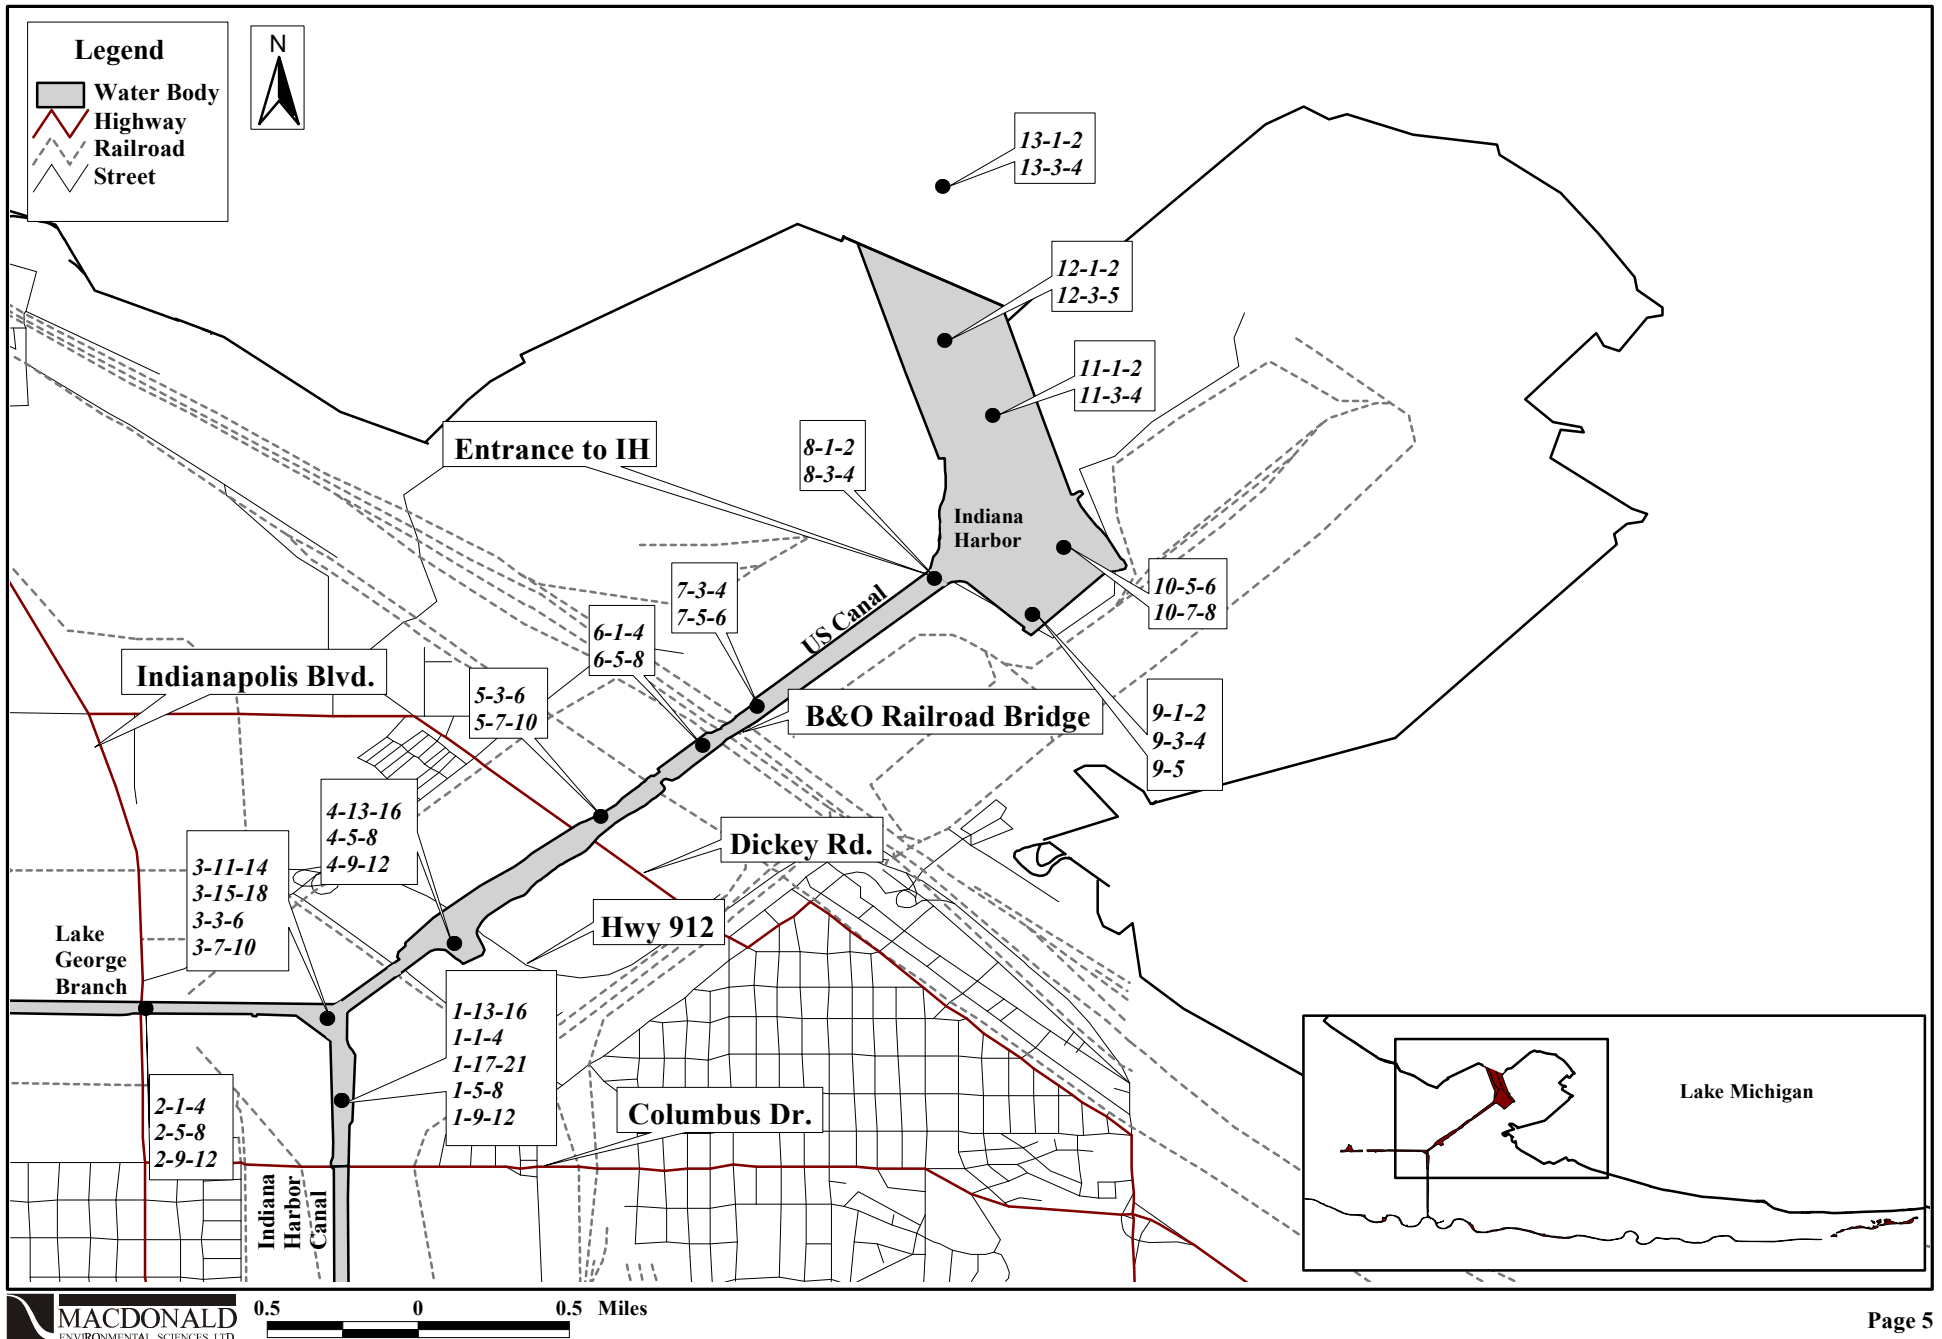 Legend
Water Body
Highway
Railroad
Street
N
13-1-2
13-3-4
12-1-2
12-3-5
11-1-2
11-3-4
Entrance to IH
8-1-2
8-3-4
Indiana
Harbor
10-5-6
10-7-8
7-3-4
7-5-6
US Canal
6-1-4
6-5-8
Indianapolis Blvd.
5-3-6
5-7-10
B&O Railroad Bridge
9-1-2
9-3-4
9-5
4-13-16
4-5-8
4-9-12
Dickey Rd.
3-11-14
3-15-18
3-3-6
3-7-10
Hwy 912
Lake
George
Branch
1-13-16
1-1-4
1-17-21
1-5-8
1-9-12
2-1-4
2-5-8
2-9-12
Columbus Dr.
Lake Michigan
Indiana
Harbor
Canal
MACDONALD
ENVIRONMENTAL SCIENCES LTD
0.5 0 0.5 Miles
Page 5